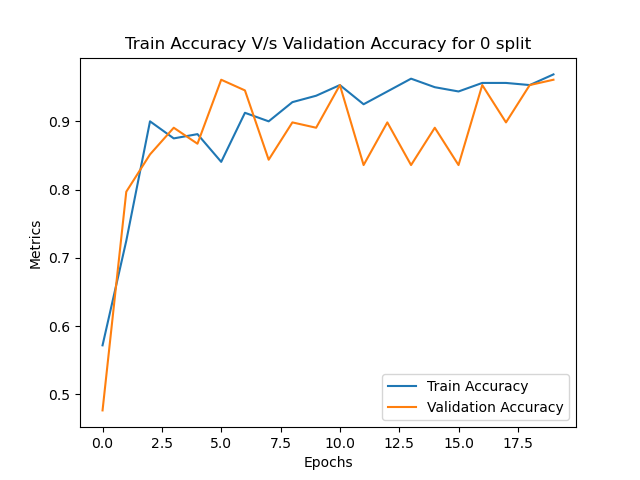 Train Accuracy V/s Validation Accuracy for 0 split
Metrics
0.9
0.8
0.7
0.6
0.5
0.0 2.5 5.0 7.5 10.0 12.5 15.0 17.5
Epochs
Train Accuracy
Validation Accuracy